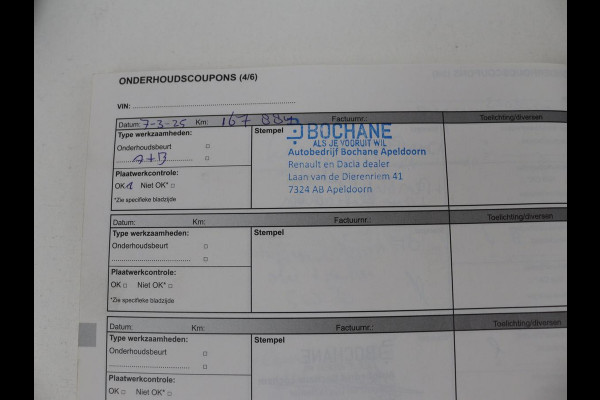 ONDERHOUDSCOUPONS (4/6)
VIN:
Datum: 7-3-25 Km: 167 884 Factuurnr.: Toelichting/diversen
Type werkzaamheden:
Onderhoudsbeurt □
A+B □
Plaatwerkcontrole:
OK Niet OK* □
*Zie specifieke bladzijde
Stempel
BOCHANE
ALS JE VOORUIT WIL
Autobedrijf Bochane Apeldoorn
Renault en Dacia dealer
Laan van de Dierenriem 41
7324 AB Apeldoorn
Datum: Km: Factuurnr.: Toelichting/diversen
Type werkzaamheden:
Onderhoudsbeurt □
□
Plaatwerkcontrole:
OK □ Niet OK* □
*Zie specifieke bladzijde
Stempel
Datum: Km: Factuurnr.: Toelichting/diversen
Type werkzaamheden:
Onderhoudsbeurt □
□
Plaatwerkcontrole:
OK □ Niet OK* □
Stempel